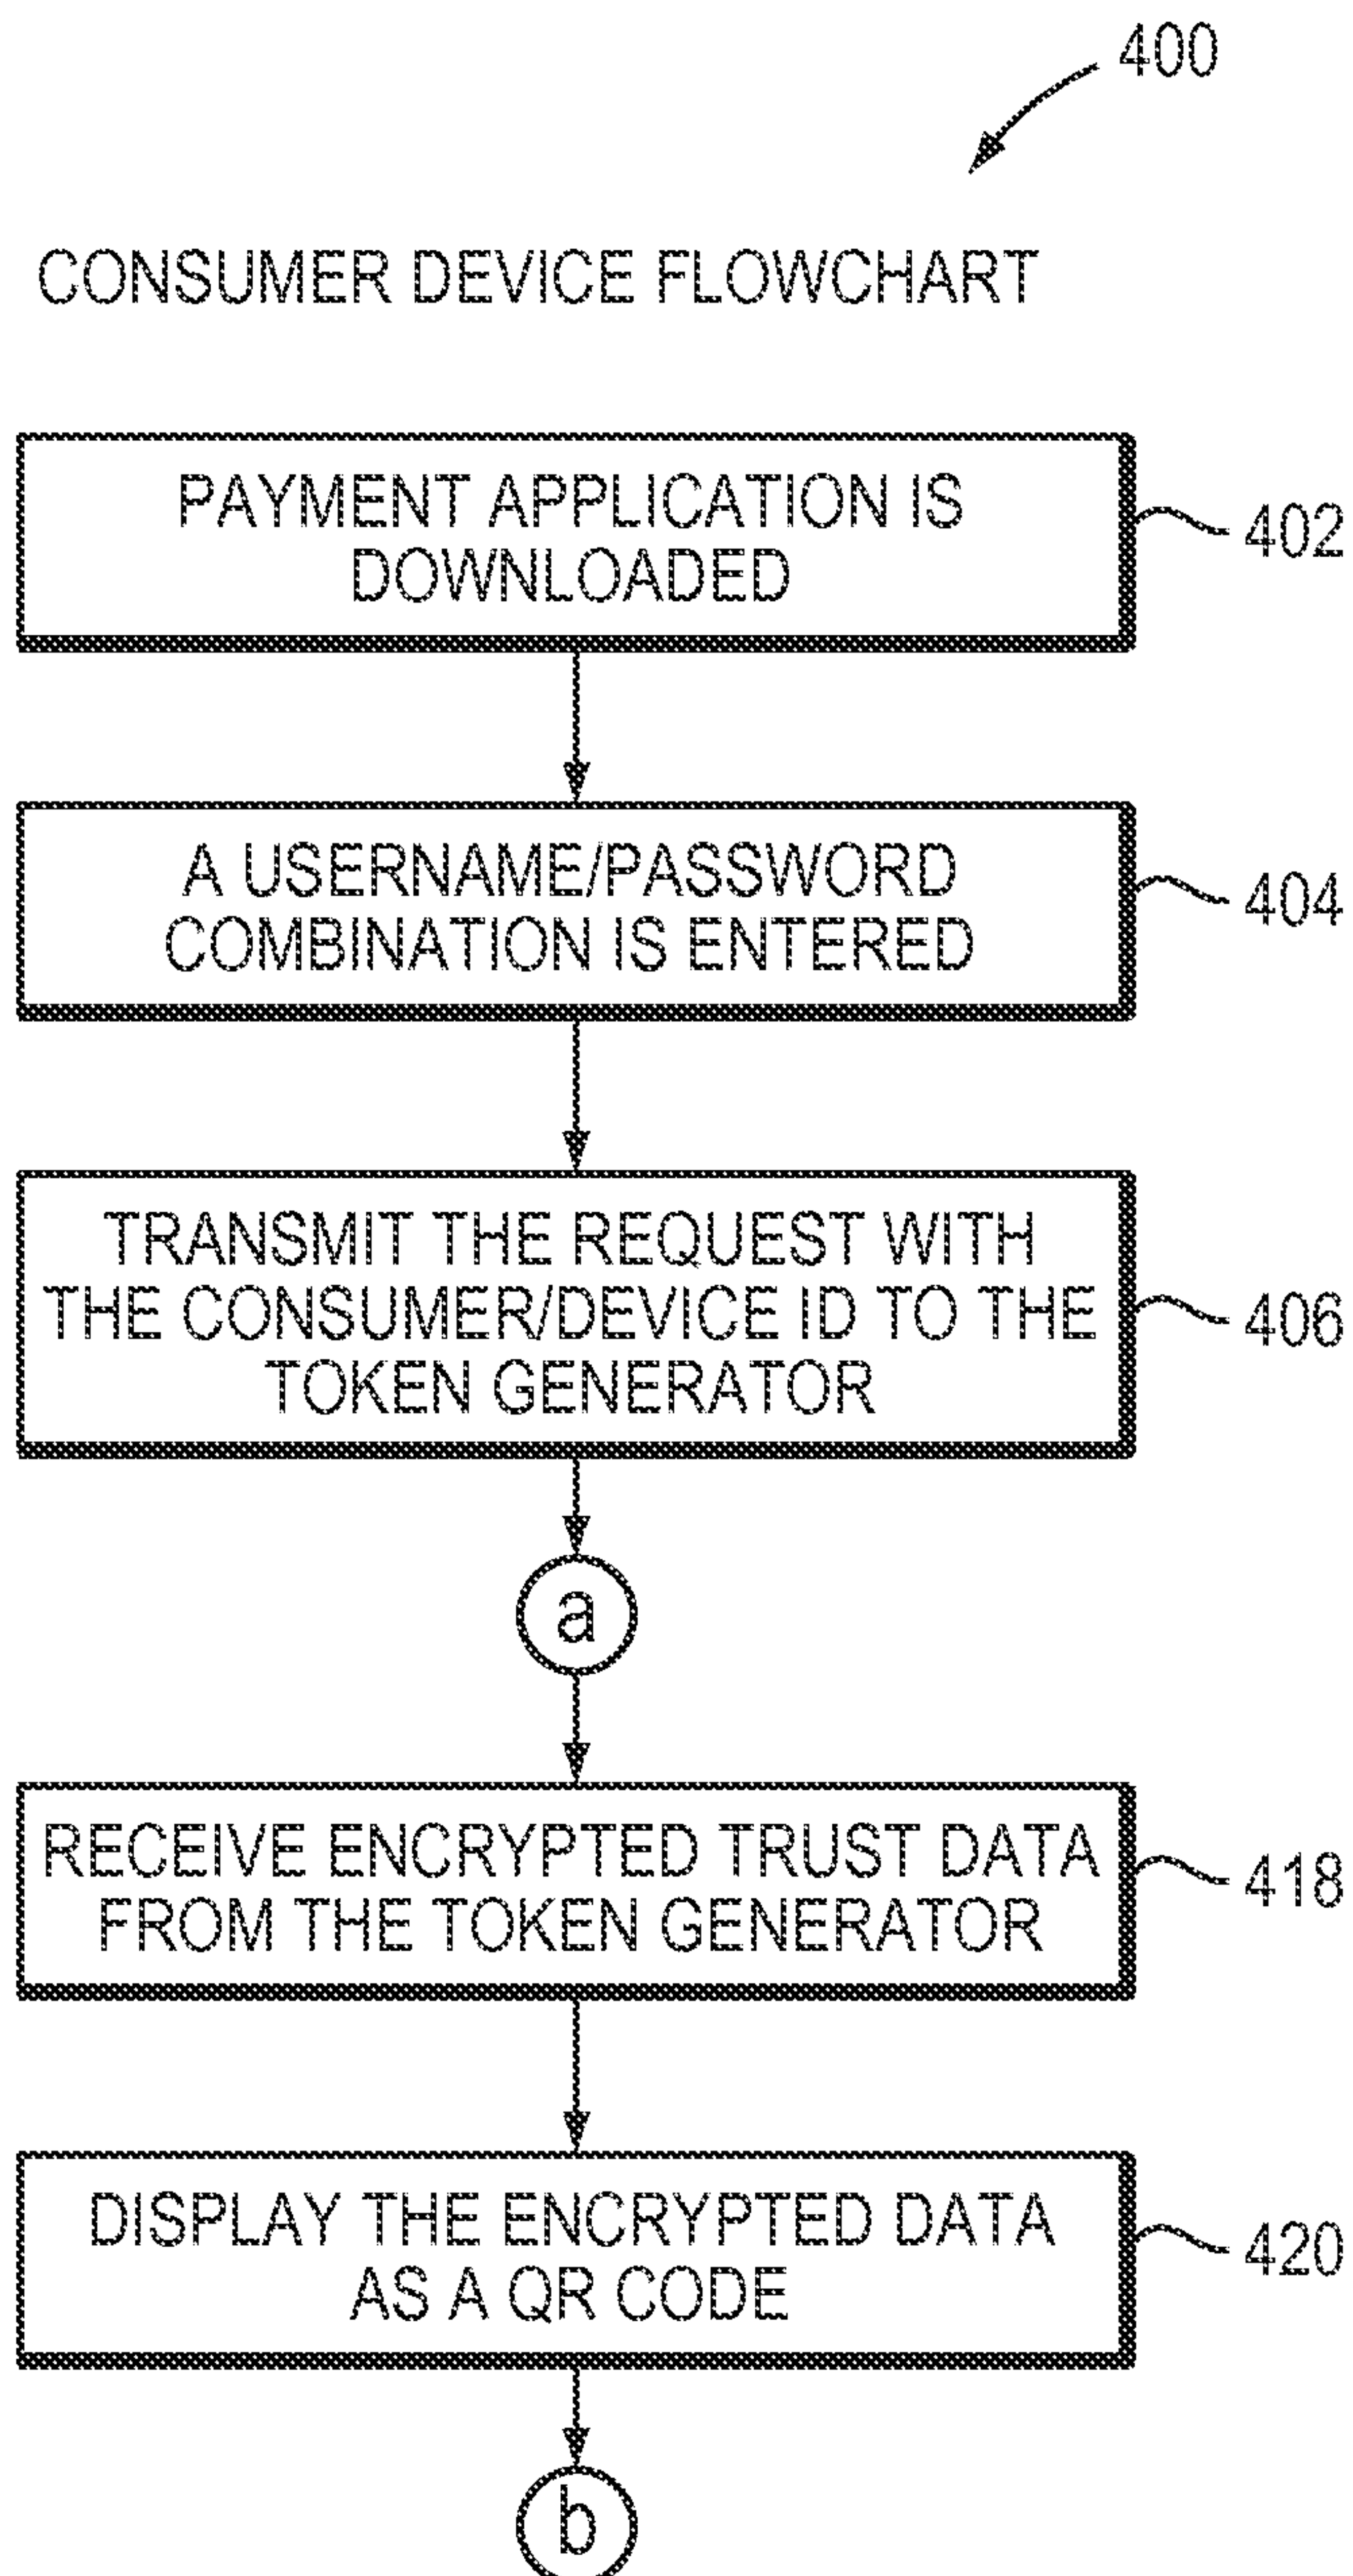 400
CONSUMER DEVICE FLOWCHART
PAYMENT APPLICATION IS
DOWNLOADED
402
A USERNAME/PASSWORD
COMBINATION IS ENTERED
404
TRANSMIT THE REQUEST WITH
THE CONSUMER/DEVICE ID TO THE
TOKEN GENERATOR
406
a
RECEIVE ENCRYPTED TRUST DATA
FROM THE TOKEN GENERATOR
418
DISPLAY THE ENCRYPTED DATA
AS A QR CODE
420
b